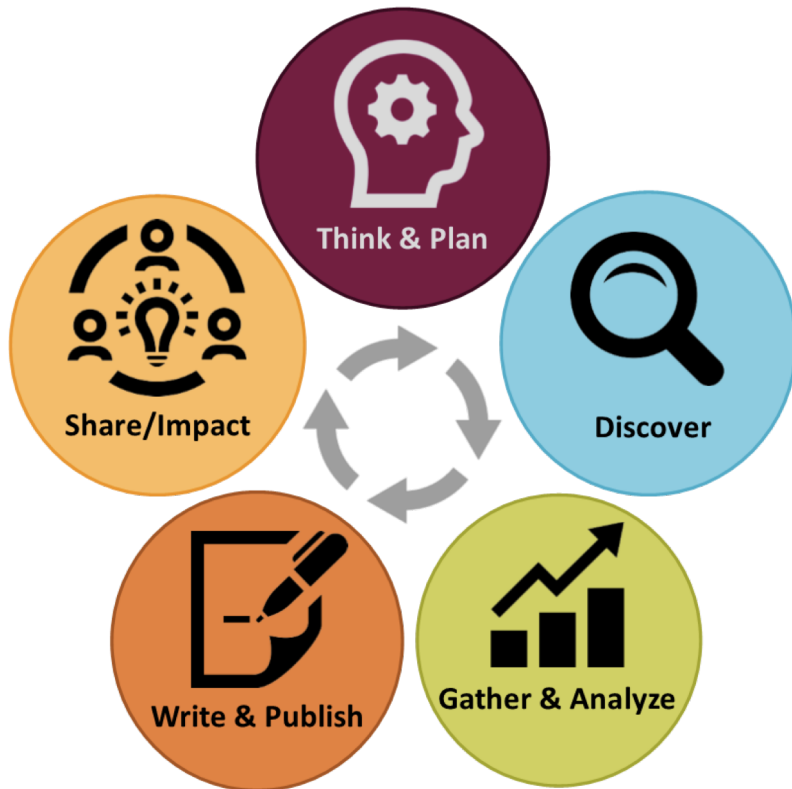 Think & Plan
Discover
Gather & Analyze
Write & Publish
Share/Impact